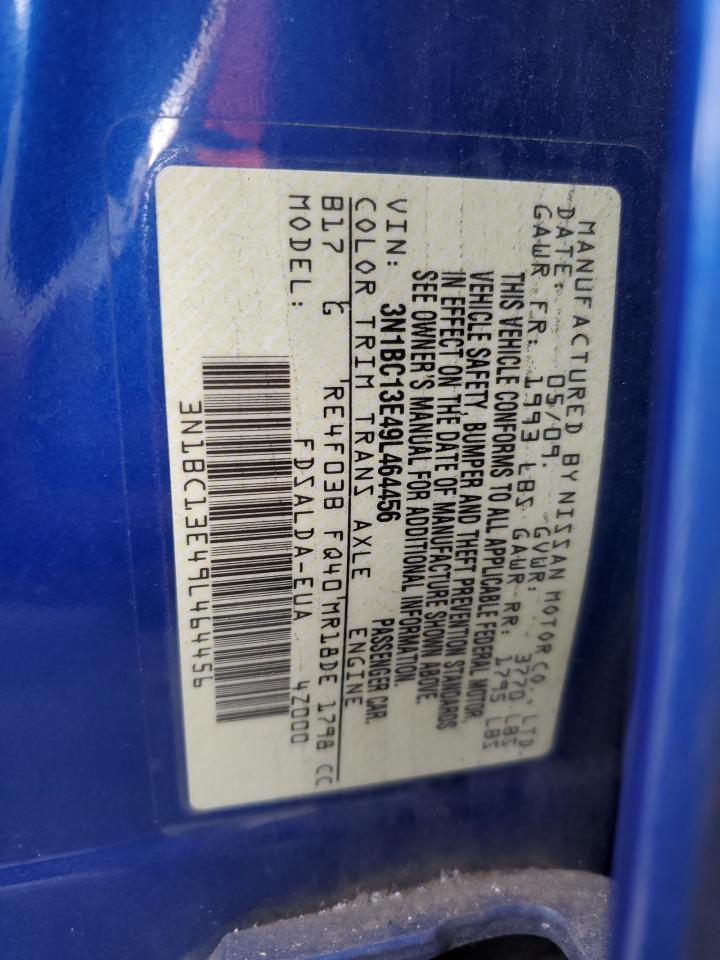 MANUFACTURED BY NISSAN MOTOR CO., LTD.
DATE: 05/09. GVWR: 3770 LBS
GAWR FR: 1993 LBS GAWR RR: 1795 LBS
THIS VEHICLE CONFORMS TO ALL APPLICABLE FEDERAL MOTOR
VEHICLE SAFETY, BUMPER AND THEFT PREVENTION STANDARDS
IN EFFECT ON THE DATE OF MANUFACTURE SHOWN ABOVE.
SEE OWNER'S MANUAL FOR ADDITIONAL INFORMATION.
VIN: 3N1BC13E49L464456 PASSENGER CAR.
COLOR TRIM TRANS AXLE ENGINE
B17 G RE4F03B FQ40 MR18DE 1798 CC
MODEL: FDSALDA-EUA 4Z000
3N1BC13E49L464456